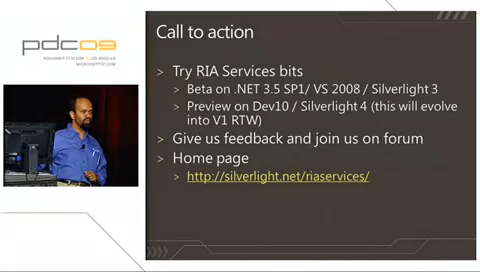 pdc09
NOVEMBER 17-19 2009 / LOS ANGELES
MICROSOFTPDC.COM
Call to action
> Try RIA Services bits
> Beta on .NET 3.5 SP1/ VS 2008 / Silverlight 3
> Preview on Dev10 / Silverlight 4 (this will evolve
into V1 RTW)
> Give us feedback and join us on forum
> Home page
> http://silverlight.net/riaservices/